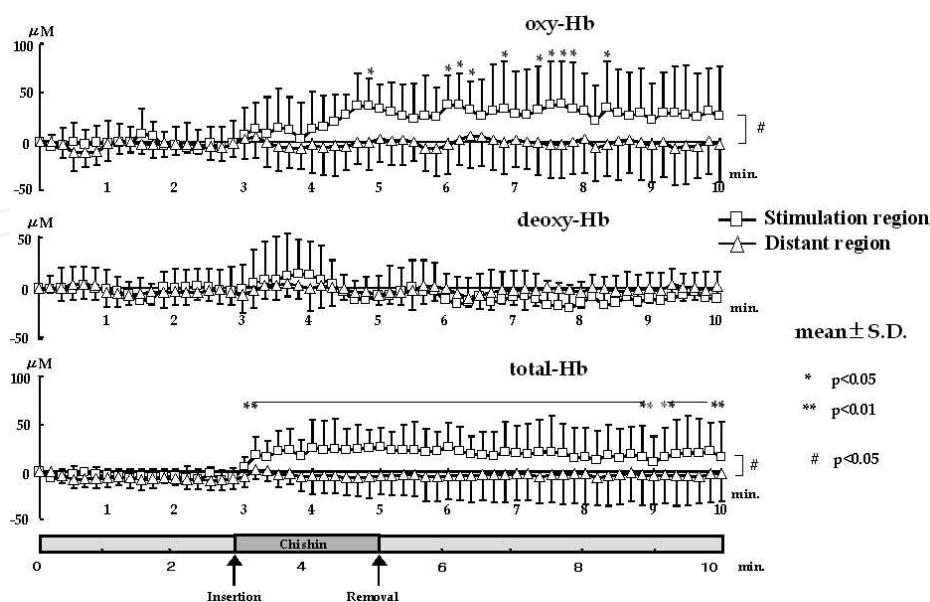 μM
oxy-Hb
100
50
0
-50
* * * * * * * * * *
#
1 2 3 4 5 6 7 8 9 10 min.
μM
deoxy-Hb
50
0
-50
1 2 3 4 5 6 7 8 9 10 min.
Stimulation region
Distant region
mean± S.D.
* p<0.05
** p<0.01
# p<0.05
μM
total-Hb
100
50
0
-50
** ** * ** **
#
1 2 3 4 5 6 7 8 9 10 min.
Chishin
0 2 4 6 8 10 min.
Insertion Removal